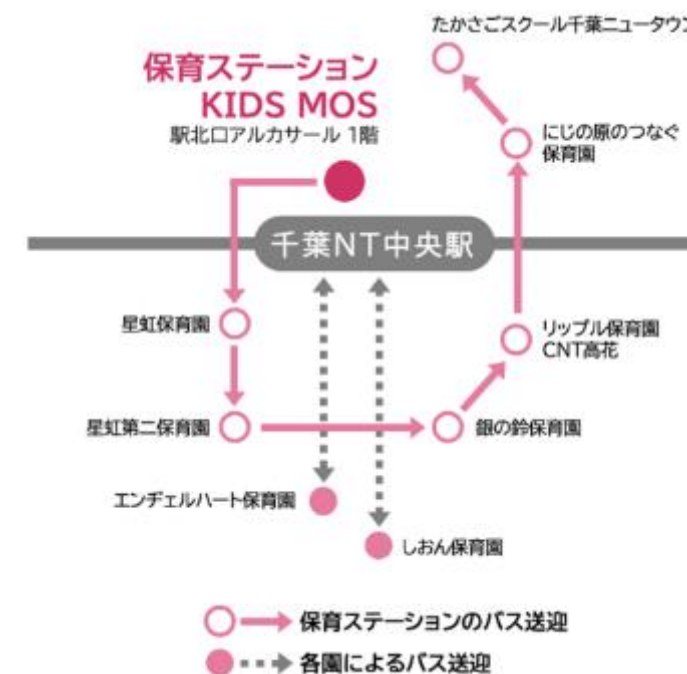 たかさごスクール千葉ニュータウン
保育ステーション
KIDS MOS
駅北口アルカサール 1階
にじの原のつなぐ
保育園
千葉NT中央駅
星虹保育園
リップル保育園
CNT高花
星虹第二保育園
銀の鈴保育園
エンヂェルハート保育園
しおん保育園
保育ステーションのバス送迎
各園によるバス送迎